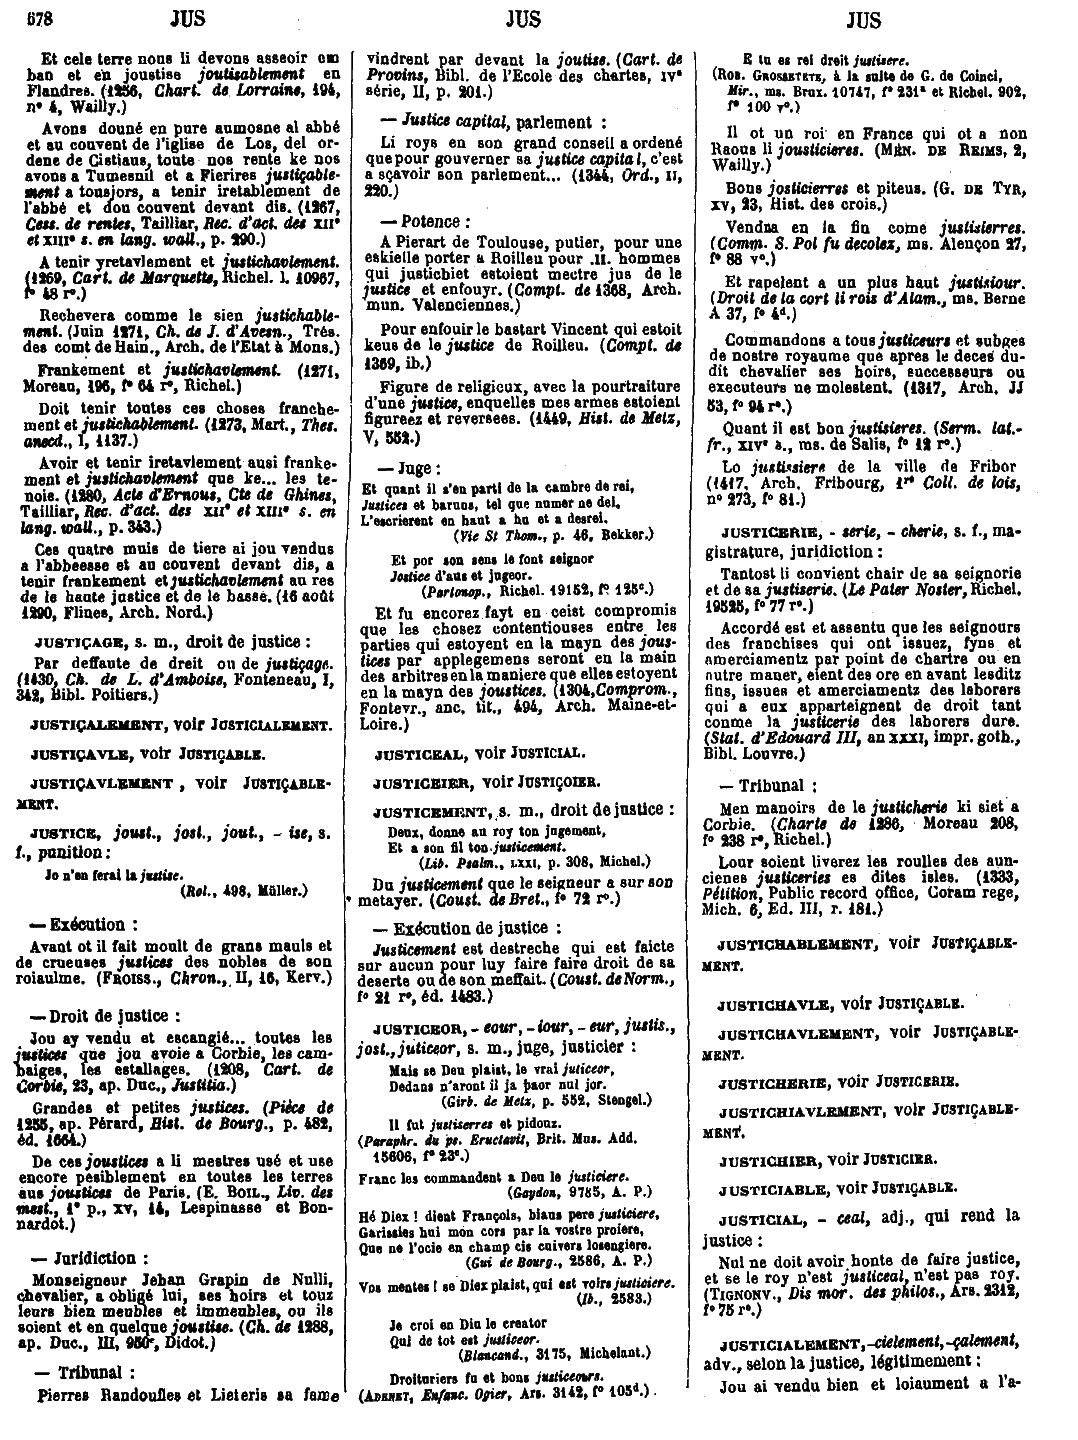 678 JUS JUS JUS
Et cele terre nous li devons asseoir om
ban et en joustise joutisablement en
Flandres. (1256, Chart. de Lorraine, 194,
n° 4, Wailly.)
Avons douné en pure aumosne al abbé
et au couvent de l'iglise de Los, del or-
dene de Cistiaus, toute nos rente ke nos
avons a Tumesnil et a Fierires justiçable-
ment a tousjors, a tenir iretablement de
l'abbé et dou couvent devant dis. (1267,
Cess. de rentes, Tailliar, Rec. d'act. des XIIe
et XIIIe s. en lang. wall., p. 290.)
A tenir yretavlement et justichavlement.
(1269, Cart. de Marquette, Richel. l. 10967,
f° 48 r°.)
Rechevera comme le sien justichable-
ment. (Juin 1271, Ch. de J. d'Avesn., Trés.
des comt de Hain., Arch. de l'Etat à Mons.)
Frankement et justichavlement. (1271,
Moreau, 196, f° 64 r°, Richel.)
Doit tenir toutes ces choses franche-
ment et justichablement. (1273, Mart., Thes.
anecd., I, 1137.)
Avoir et tenir iretavlement ausi franke-
ment et justichavlement que ke... les te-
nois. (1280, Acte d'Ernous, Cte de Ghines,
Tailliar, Rec. d'act. des XIIe et XIIIe s. en
lang. wall., p. 343.)
Ces quatre muis de tiere ai jou vendus
a l'abbeesse et au couvent devant dis, a
tenir frankement et justichavlement au res
de le haute justice et de le basse. (16 août
1290, Flines, Arch. Nord.)
JUSTIÇAGE, s. m., droit de justice :
Par deffaute de droit ou de justiçage.
(1430, Ch. de L. d'Amboise, Fonteneau, I,
342, Bibl. Poitiers.)
JUSTIÇALEMENT, voir JUSTICIALEMENT.
JUSTIÇAVLE, voir JUSTIÇABLE.
JUSTIÇAVLEMENT, voir JUSTIÇABLE-
MENT.
JUSTICE, joust., jost., jout., - ise, s.
f., punition :
Jo n'en ferai la justise.
(Rol., 498, Müller.)
— Exécution :
Avant ot il fait moult de grans mauls et
de crueuses justices des nobles de son
roiaulme. (FROISS., Chron., II, 16, Kerv.)
— Droit de justice :
Jou ay vendu et escangié... toutes les
justices que jou avoie a Corbie, les cam-
baiges, les estallages. (1208, Cart. de
Corbie, 23, ap. Duc., Justitia.)
Grandes et petites justices. (Pièce de
1255, ap. Pérard, Hist. de Bourg., p. 482,
éd. 1664.)
De ces joustices a li mestres usé et use
encore pesiblement en toutes les terres
aus joustices de Paris. (E. BOIL., Liv. des
mest., 1e p., XV, 14, Lespinasse et Bon-
nardot.)
— Juridiction :
Monseigneur Jehan Grapin de Nulli,
chevalier, a obligé lui, ses hoirs et touz
leurs bien meubles et immeubles, ou ils
soient et en quelque joustise. (Ch. de 1288,
ap. Duc., III, 950c, Didot.)
— Tribunal :
Pierres Randoufles et Lieteris sa fame
vindrent par devant la joutise. (Cart. de
Provins, Bibl. de l'Ecole des chartes, IVe
série, II, p. 201.)
— Justice capital, parlement :
Li roys en son grand conseil a ordené
que pour gouverner sa justice capital, c'est
a sçavoir son parlement... (1344, Ord., II,
220.)
— Potence :
A Pierart de Toulouse, putier, pour une
eskielle porter a Roilleu pour .II. hommes
qui justichiet estoient mectre jus de le
justice et enfouyr. (Compt. de 1368, Arch.
mun. Valenciennes.)
Pour enfouir le bastart Vincent qui estoit
keus de le justice de Roilleu. (Compt. de
1369, ib.)
Figure de religieux, avec la pourtraiture
d'une justice, enquelles mes armes estoient
figureez et reversees. (1449, Hist. de Metz,
V, 552.)
— Juge :
Et quant il s'en parti de la cambre de rei,
Justices et baruns, tel que numer ne dei,
L'escrierent en haut a hu et a desrei.
(Vie St Thom., p. 46, Bekker.)
Et por son sens le font seignor
Jostice d'aus et jugeor.
(Partonop., Richel. 19152, f° 125c.)
Et fu encorez fayt en ceist compromis
que les chosez contentiouses entre les
parties qui estoyent en la mayn des jous-
tices par applegemens seront en la main
des arbitres en la maniere que elles estoyent
en la mayn des joustices. (1304, Comprom.,
Fontevr., anc. tit., 494, Arch. Maine-et-
Loire.)
JUSTICEAL, voir JUSTICIAL.
JUSTICEIER, voir JUSTIÇOIER.
JUSTICEMENT, s. m., droit de justice :
Deux, donne au roy ton jugement,
Et a son fil ton justicement.
(Lib. Psalm., LXXI, p. 308, Michel.)
Du justicement que le seigneur a sur son
metayer. (Coust. de Bret., f° 72 r°.)
— Exécution de justice :
Justicement est destreche qui est faicte
sur aucun pour luy faire faire droit de sa
deserte ou de son meffait. (Coust. de Norm.,
f° 21 r°, éd. 1483.)
JUSTICEOR, - eour, - iour, - eur, justis.,
jost., juticeor, s. m., juge, justicier :
Mais se Deu plaist, le vrai juticeor,
Dedans n'aront il ja paor nul jor.
(Girb. de Metz, p. 552, Stengel.)
Il fut justiserres et pidouz.
(Paraphr. du ps. Eructavit, Brit. Mus. Add.
15606, f° 23c.)
Franc les commandent a Deu le justiciere.
(Gaydon, 9785, A. P.)
Hé Diex ! dient François, biaus pere justiciere,
Garissies hui mon cors par la vostre proiere,
Que ne l'ocie en champ cis cuivers losengiere.
(Gui de Bourg., 2586, A. P.)
Vos mentes ! se Diex plaist, qui est voirs justiciere.
(Ib., 2583.)
Je croi en Diu le creator
Qui de tot est justiceor.
(Blancand., 3175, Michelant.)
Droituriers fu et bons justiceours.
(ADENET, Enfanc. Ogier, Ars. 3142, f° 105d.)
E tu es rei dreit justisere.
(ROB. GROSSETETE, à la suite de G. de Coinci,
Mir., ms. Brux. 10747, f° 231a et Richel. 902,
f° 100 v°.)
Il ot un roi en France qui ot a non
Raous li jousticieres. (MÉN. DE REIMS, 2,
Wailly.)
Bons josticierres et piteus. (G. DE TYR,
XV, 23, Hist. des crois.)
Vendna en la fin come justisierres.
(Comm. S. Pol fu decolez, ms. Alençon 27,
f° 88 v°.)
Et rapelent a un plus haut justisiour.
(Droit de la cort li rois d'Alam., ms. Berne
A 37, f° 4d.)
Commandons a tous justiceurs et subges
de nostre royaume que apres le deces du-
dit chevalier ses hoirs, successeurs ou
executeurs ne molestent. (1317, Arch. JJ
53, f° 94 r°.)
Quant il est bon justisieres. (Serm. lat.-
fr., XIVe s., ms. de Salis, f° 12 r°.)
Lo justissiere de la ville de Fribor
(1417, Arch. Fribourg, 1re Coll. de lois,
n° 273, f° 81.)
JUSTICERIE, - serie, - cherie, s. f., ma-
gistrature, juridiction :
Tantost li convient chair de sa seignorie
et de sa justiserie. (Le Pater Noster, Richel.
19525, f° 77 r°.)
Accordé est et assentu que les seignours
des franchises qui ont issuez, fyns et
amerciamentz par point de chartre ou en
autre maner, eient des ore en avant lesditz
fins, issues et amerciamentz des laborers
qui a eux apparteignent de droit tant
conme la justicerie des laborers dure.
(Stat. d'Edouard III, an XXXI, impr. goth.,
Bibl. Louvre.)
— Tribunal :
Men manoirs de le justicherie ki siet a
Corbie. (Charte de 1286, Moreau 208,
f° 238 r°, Richel.)
Lour soient liverez les roulles des aun-
cienes justiceries es dites isles. (1333,
Pétition, Public record office, Coram rege,
Mich. 6, Ed. III, r. 181.)
JUSTICHABLEMENT, voir JUSTIÇABLE-
MENT.
JUSTICHAVLE, voir JUSTIÇABLE.
JUSTICHAVLEMENT, voir JUSTIÇABLE-
MENT.
JUSTICHERIE, voir JUSTICERIE.
JUSTICHIAVLEMENT, voir JUSTIÇABLE-
MENT.
JUSTICHIER, voir JUSTICIER.
JUSTICIABLE, voir JUSTIÇABLE.
JUSTICIAL, - ceal, adj., qui rend la
justice :
Nul ne doit avoir honte de faire justice,
et se le roy n'est justiceal, n'est pas roy.
(TIGNONV., Dis mor. des philos., Ars. 2312,
f° 75 r°.)
JUSTICIALEMENT, -cielement, -çalement,
adv., selon la justice, légitimement :
Jou ai vendu bien et loiaument a l'a-